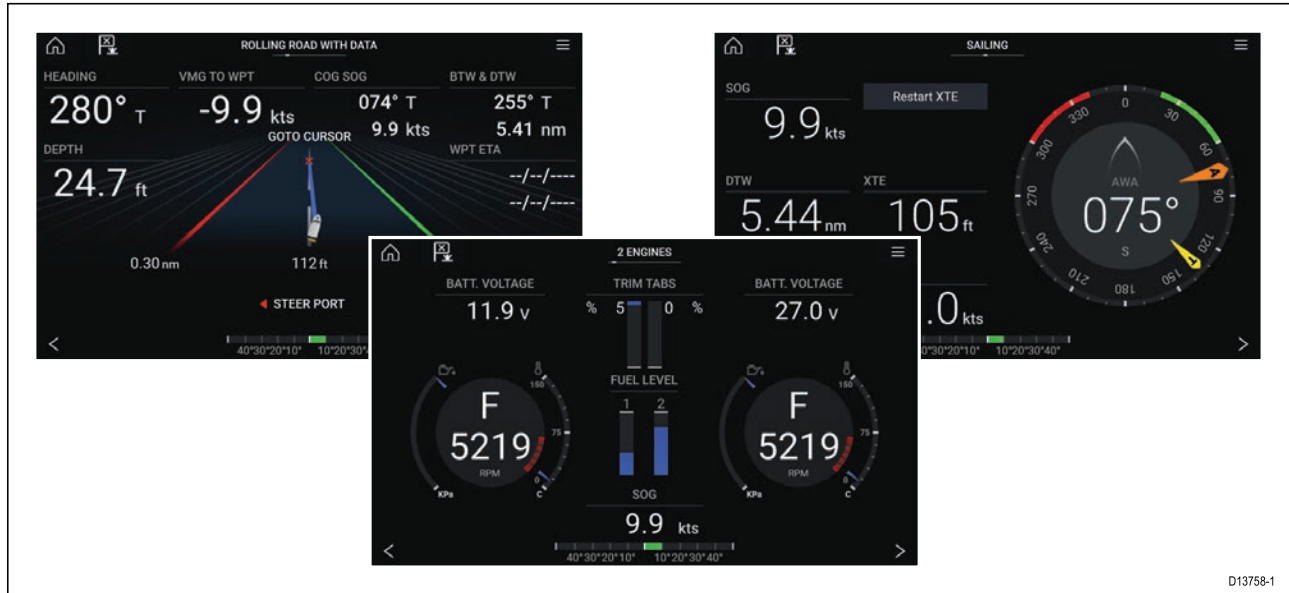 ROLLING ROAD WITH DATA
HEADING VMG TO WPT COG SOG BTW & DTW
280° T -9.9 kts 074° T 255° T
9.9 kts 5.41 nm
GOTO CURSOR
DEPTH WPT ETA
24.7 ft --/--/----
--/--/----
0.30 nm 112 ft
STEER PORT
40°30°20°10° 10°20°30°4
SAILING
SOG Restart XTE
9.9 kts
DTW XTE
5.44 nm 105 ft
.0 kts
0°30°20°10° 10°20°30°40°
0 30 60 90 120 150 180 210 240 270 300 330
AWA
075°
S
A
T
2 ENGINES
BATT. VOLTAGE TRIM TABS BATT. VOLTAGE
11.9 v % 5 0 % 27.0 v
FUEL LEVEL
1 2
150 150
F F
75 75
5219 5219
RPM RPM
0 0
KPa C KPa C
SOG
9.9 kts
40°30°20°10° 10°20°30°40°
D13758-1